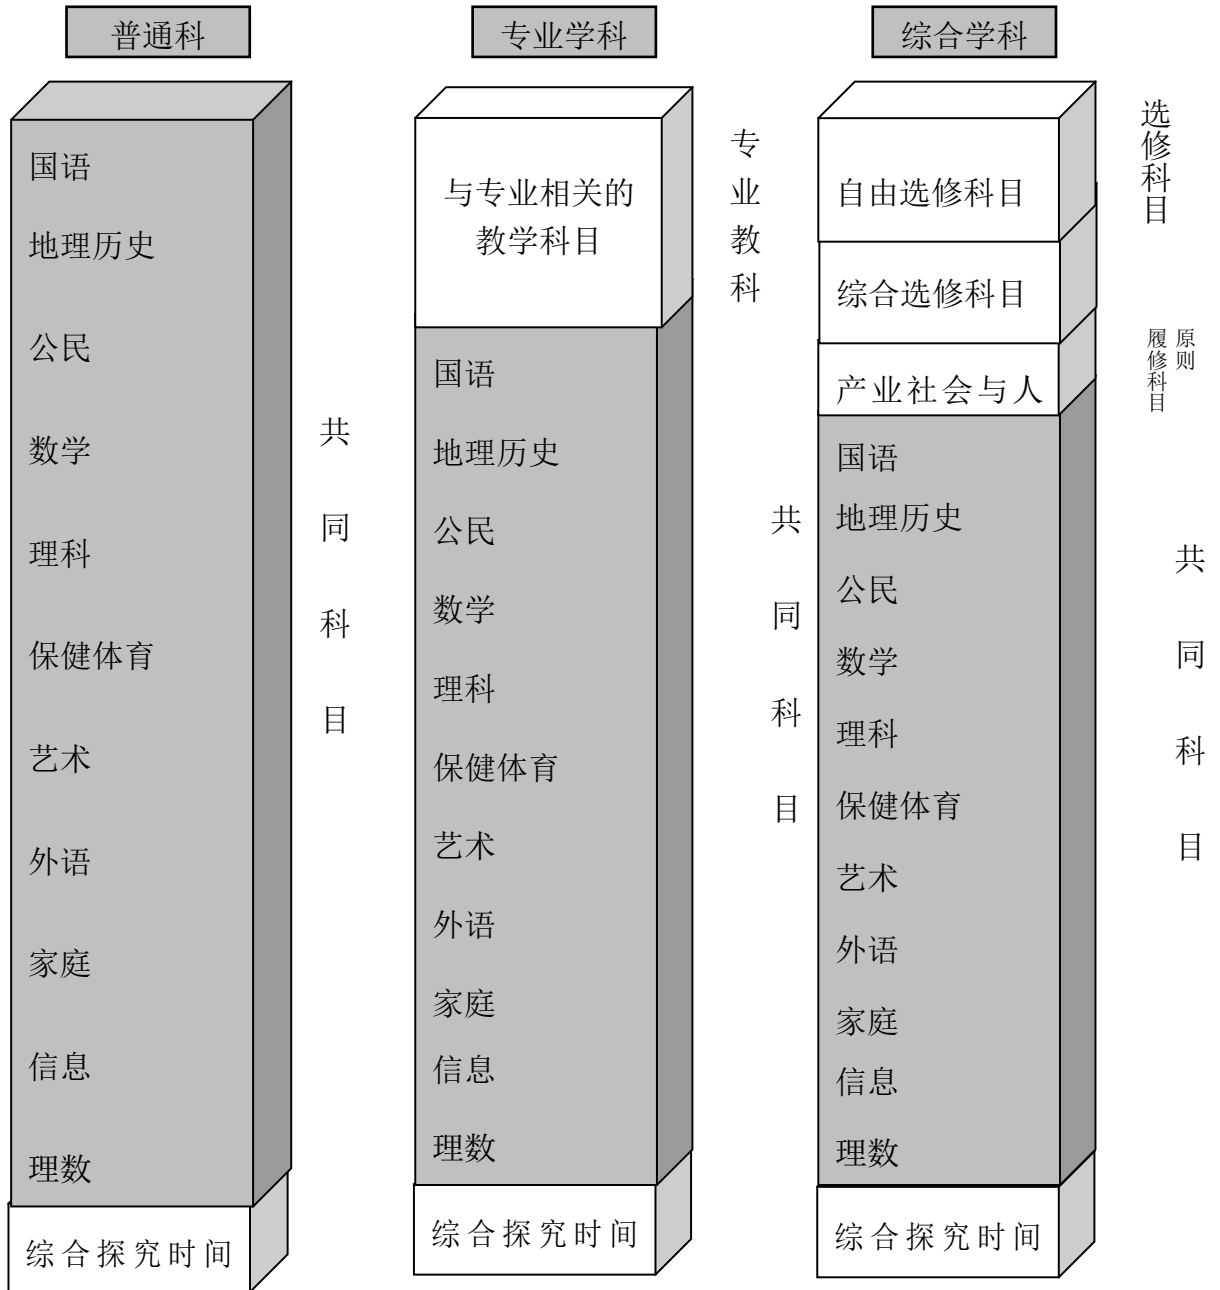 普通科
国语
地理历史
公民
数学
理科
保健体育
艺术
外语
家庭
信息
理数
综合探究时间
共同科目
专业学科
与专业相关的
教学科目
国语
地理历史
公民
数学
理科
保健体育
艺术
外语
家庭
信息
理数
综合探究时间
专业教科
共同科目
综合学科
自由选修科目
综合选修科目
产业社会与人
国语
地理历史
公民
数学
理科
保健体育
艺术
外语
家庭
信息
理数
综合探究时间
选修科目
原则
履修科目
共同科目